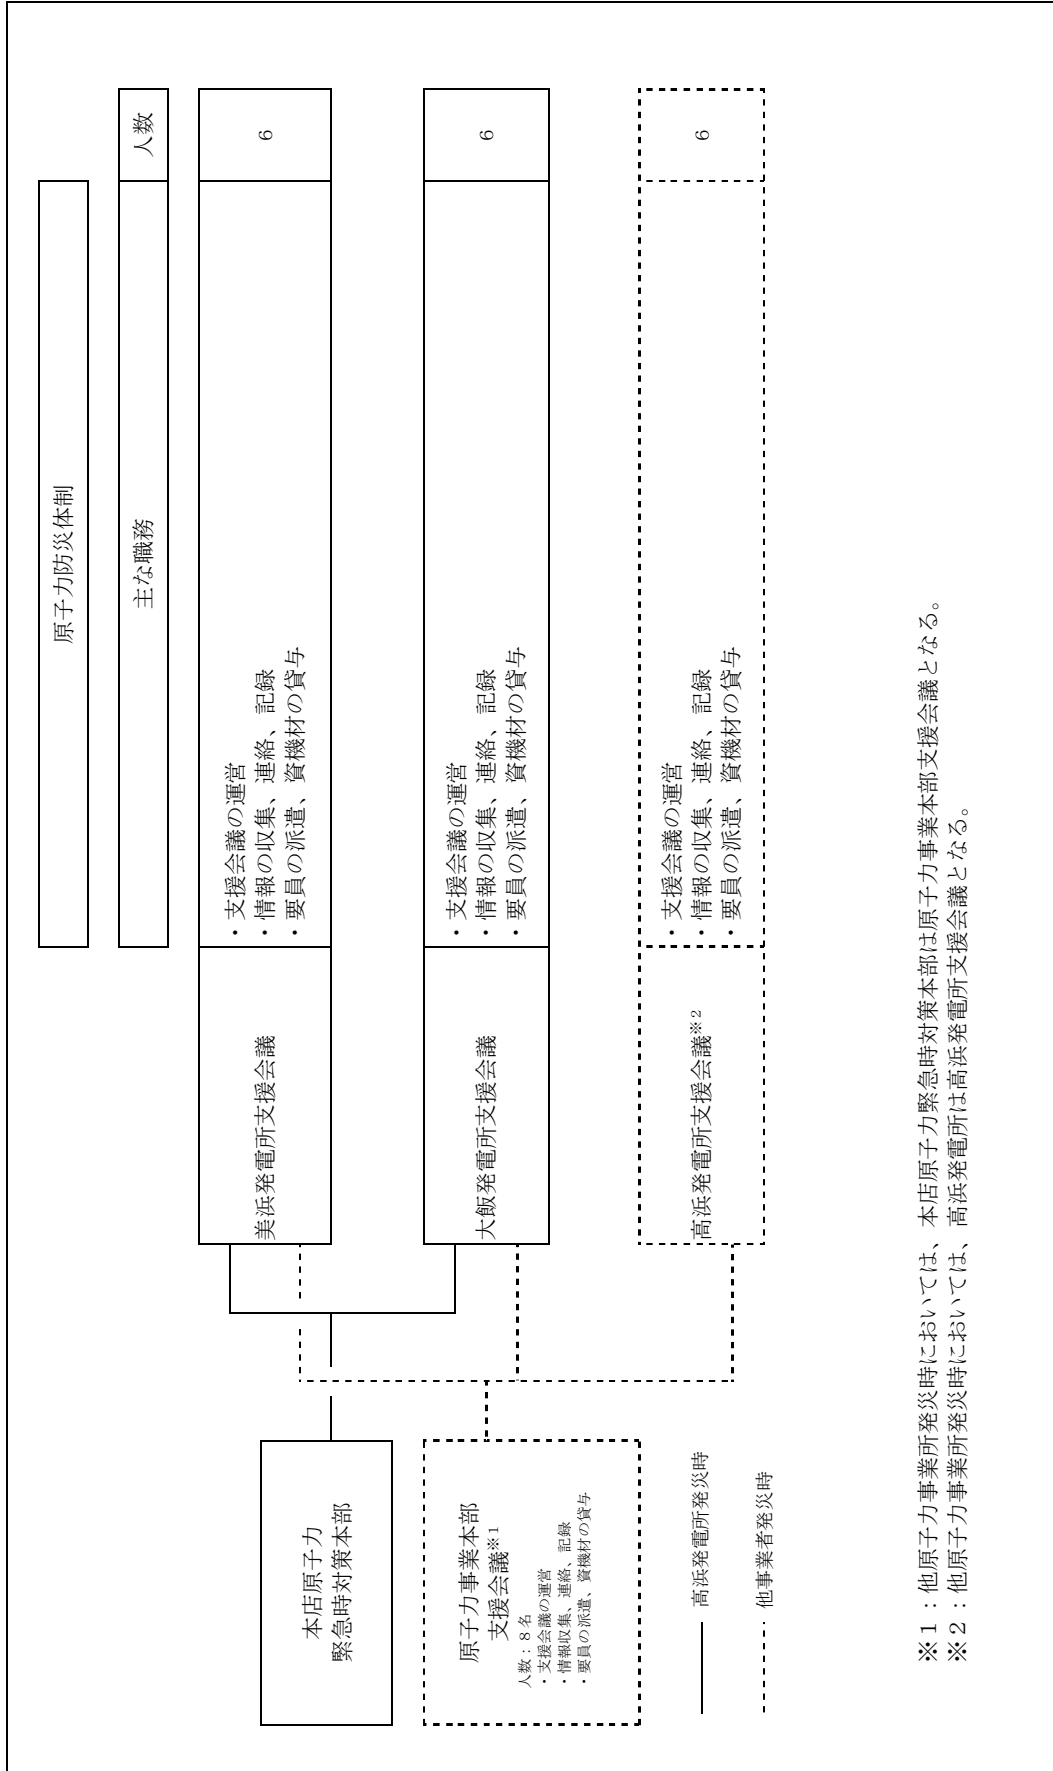 原子力防災体制
主な職務
人数
本店原子力
緊急時対策本部
美浜発電所支援会議
・支援会議の運営
・情報の収集、連絡、記録
・要員の派遣、資機材の貸与
6
大飯発電所支援会議
・支援会議の運営
・情報の収集、連絡、記録
・要員の派遣、資機材の貸与
6
原子力事業本部
支援会議※1
人数：８名
・支援会議の運営
・情報収集、連絡、記録
・要員の派遣、資機材の貸与
高浜発電所支援会議※2
・支援会議の運営
・情報の収集、連絡、記録
・要員の派遣、資機材の貸与
6
高浜発電所発災時
他事業者発災時
※１：他原子力事業所発災時においては、本店原子力緊急時対策本部は原子力事業本部支援会議となる。
※２：他原子力事業所発災時においては、高浜発電所は高浜発電所支援会議となる。